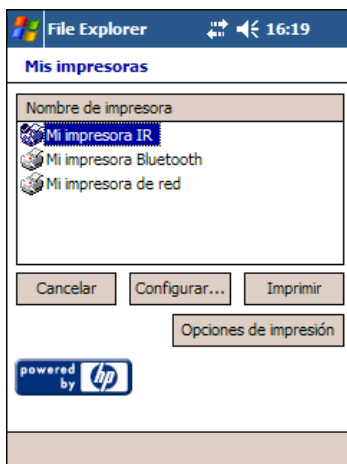 File Explorer 16:19
Mis impresoras
Nombre de impresora
Mi impresora IR
Mi impresora Bluetooth
Mi impresora de red
Cancelar Configurar... Imprimir
Opciones de impresión
powered
by hp